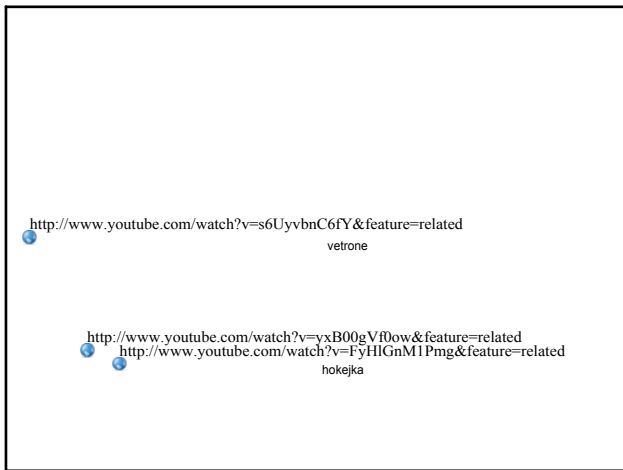 http://www.youtube.com/watch?v=s6UyvbnC6fY&feature=related
vetrone
http://www.youtube.com/watch?v=yxB00gVf0ow&feature=related
http://www.youtube.com/watch?v=FyHlGnM1Pmg&feature=related
hokejka